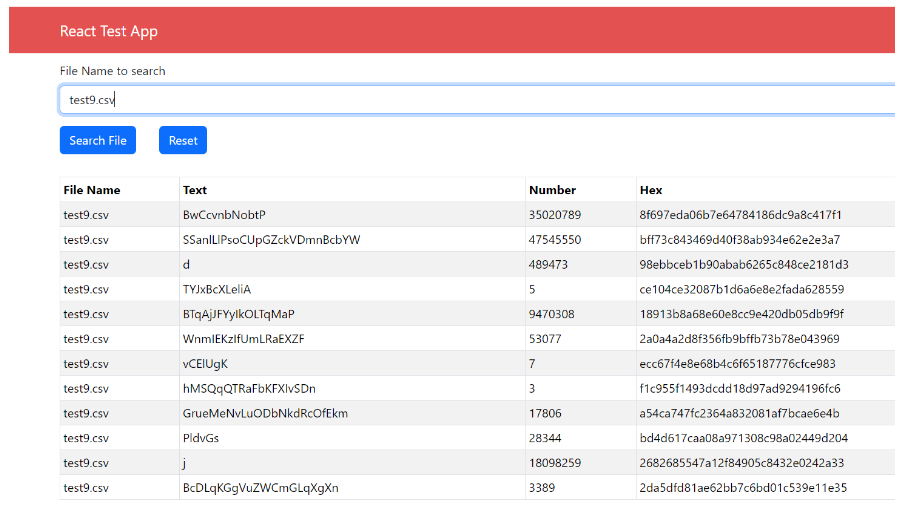 React Test App
File Name to search
test9.csv
Search File Reset
File Name Text Number Hex
test9.csv BwCcvnbNobtP 35020789 8f697eda06b7e64784186dc9a8c417f1
test9.csv SSanlLlPsoCUpGZckVDmnBcbYW 47545550 bff73c843469d40f38ab934e62e2e3a7
test9.csv d 489473 98ebbceb1b90abab6265c848ce2181d3
test9.csv TYJxBcXLeliA 5 ce104ce32087b1d6a6e8e2fada628559
test9.csv BTqAjJFYylkOLTqMaP 9470308 18913b8a68e60e8cc9e420db05db9f9f
test9.csv WnmIEKzIfUmLRaEXZF 53077 2a0a4a2d8f356fb9bffb73b78e043969
test9.csv vCElUgK 7 ecc67f4e8e68b4c6f65187776cfce983
test9.csv hMSQqQTRaFbKFXlvSDn 3 f1c955f1493dcdd18d97ad9294196fc6
test9.csv GrueMeNvLuODbNkdRcOfEkm 17806 a54ca747fc2364a832081af7bcae6e4b
test9.csv PldvGs 28344 bd4d617caa08a971308c98a02449d204
test9.csv j 18098259 2682685547a12f84905c8432e0242a33
test9.csv BcDLqKGgVuZWCmGLqXgXn 3389 2da5dfd81ae62bb7c6bd01c539e11e35